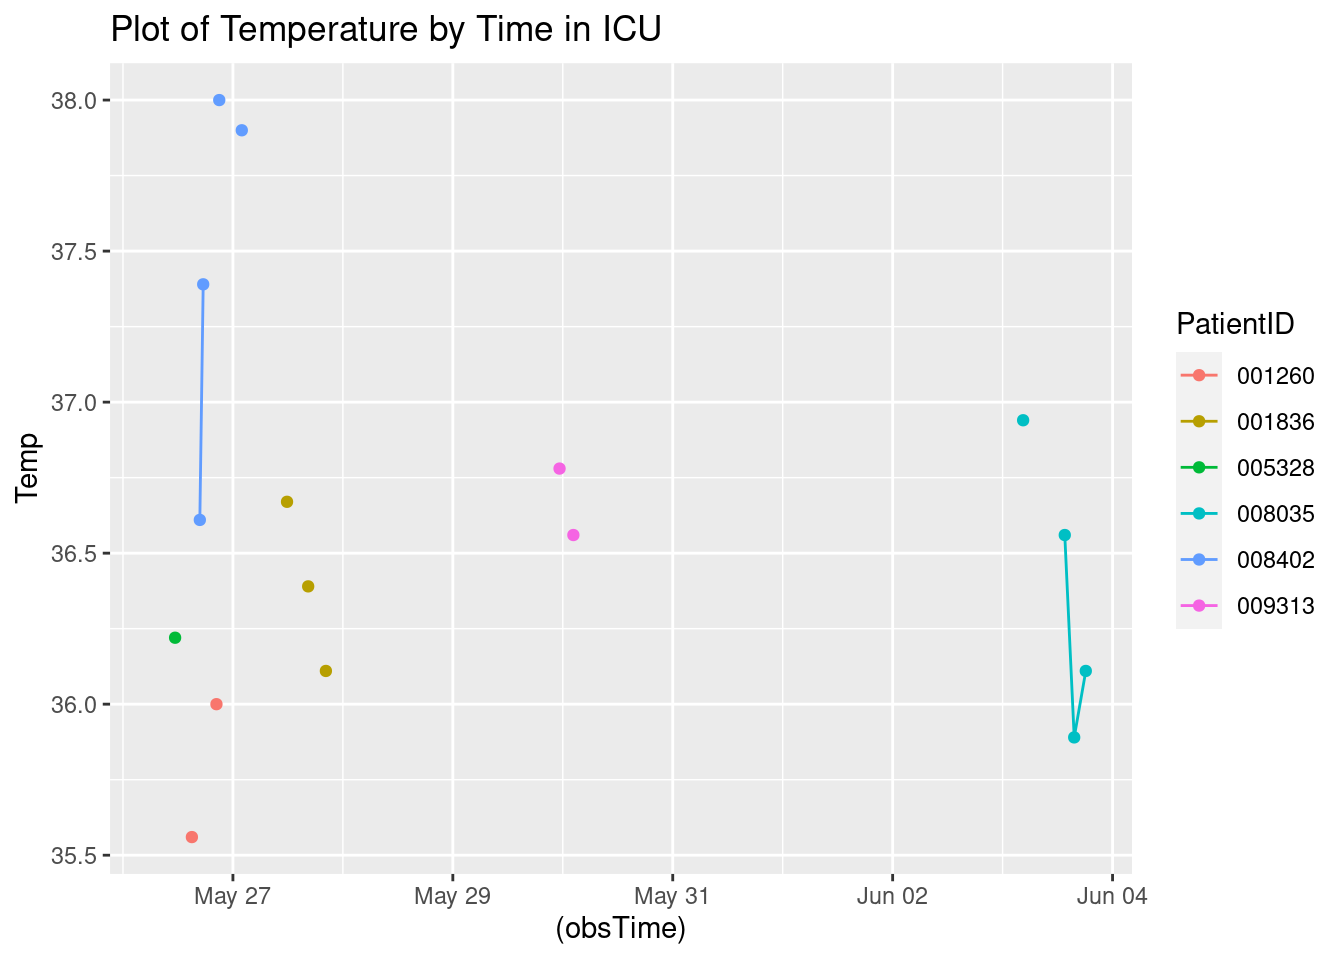 Plot of Temperature by Time in ICU
38.0
37.5
37.0
36.5
36.0
35.5
Temp
May 27
May 29
May 31
Jun 02
Jun 04
(obsTime)
PatientID
001260
001836
005328
008035
008402
009313